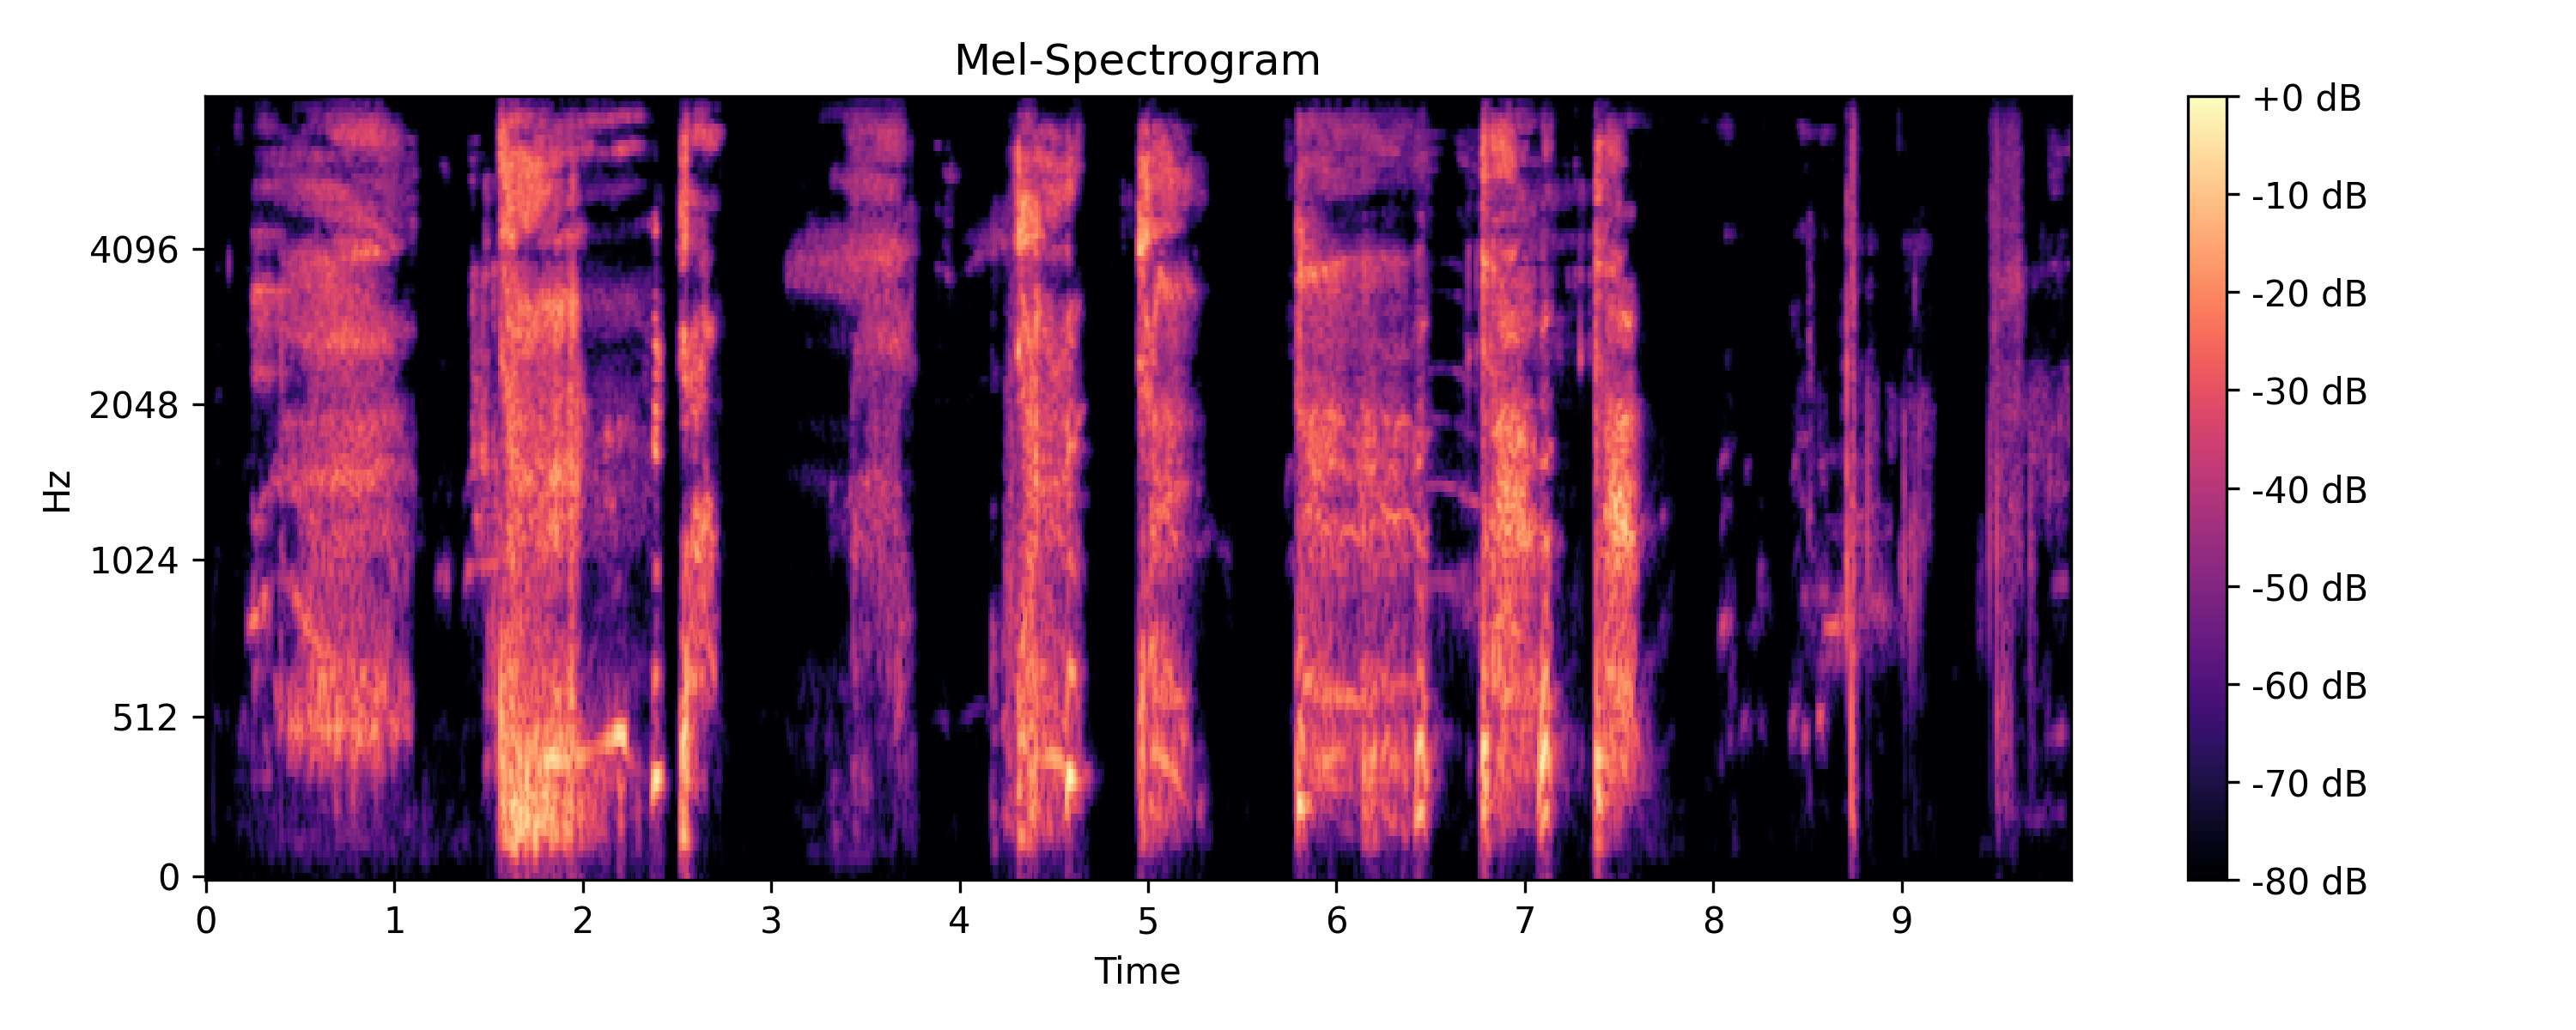 Mel-Spectrogram
+0 dB
-10 dB
-20 dB
-30 dB
-40 dB
-50 dB
-60 dB
-70 dB
-80 dB
Hz
4096
2048
1024
512
0
0 1 2 3 4 5 6 7 8 9
Time